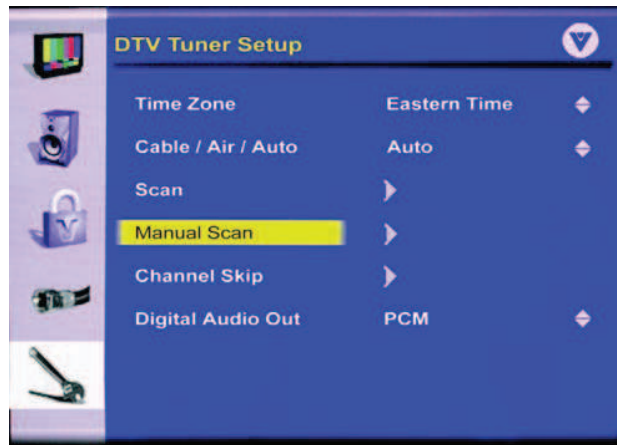 DTV Tuner Setup
Time Zone Eastern Time
Cable / Air / Auto Auto
Scan
Manual Scan
Channel Skip
Digital Audio Out PCM